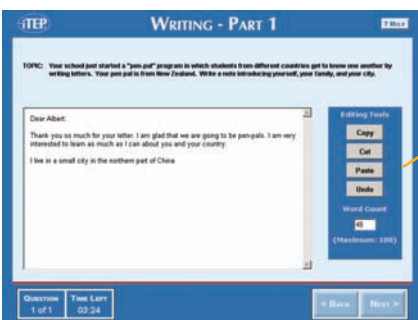 iTEP
WRITING - PART 1
? HELP
TOPIC: Your school just started a "pen pal" program in which students from different countries get to know one another by
writing letters. Your pen pal is from New Zealand. Write a note introducing yourself, your family, and your city.
Dear Albert:
Thank you so much for your letter. I am glad that we are going to be pen-pals. I am very
interested to learn as much as I can about you and your country.
I live in a small city in the northern part of China
Editing Tools
Copy
Cut
Paste
Undo
Word Count
(Maximum: 100)
QUESTION
1 of 1
TIME LEFT
03:24
< BACK
NEXT >